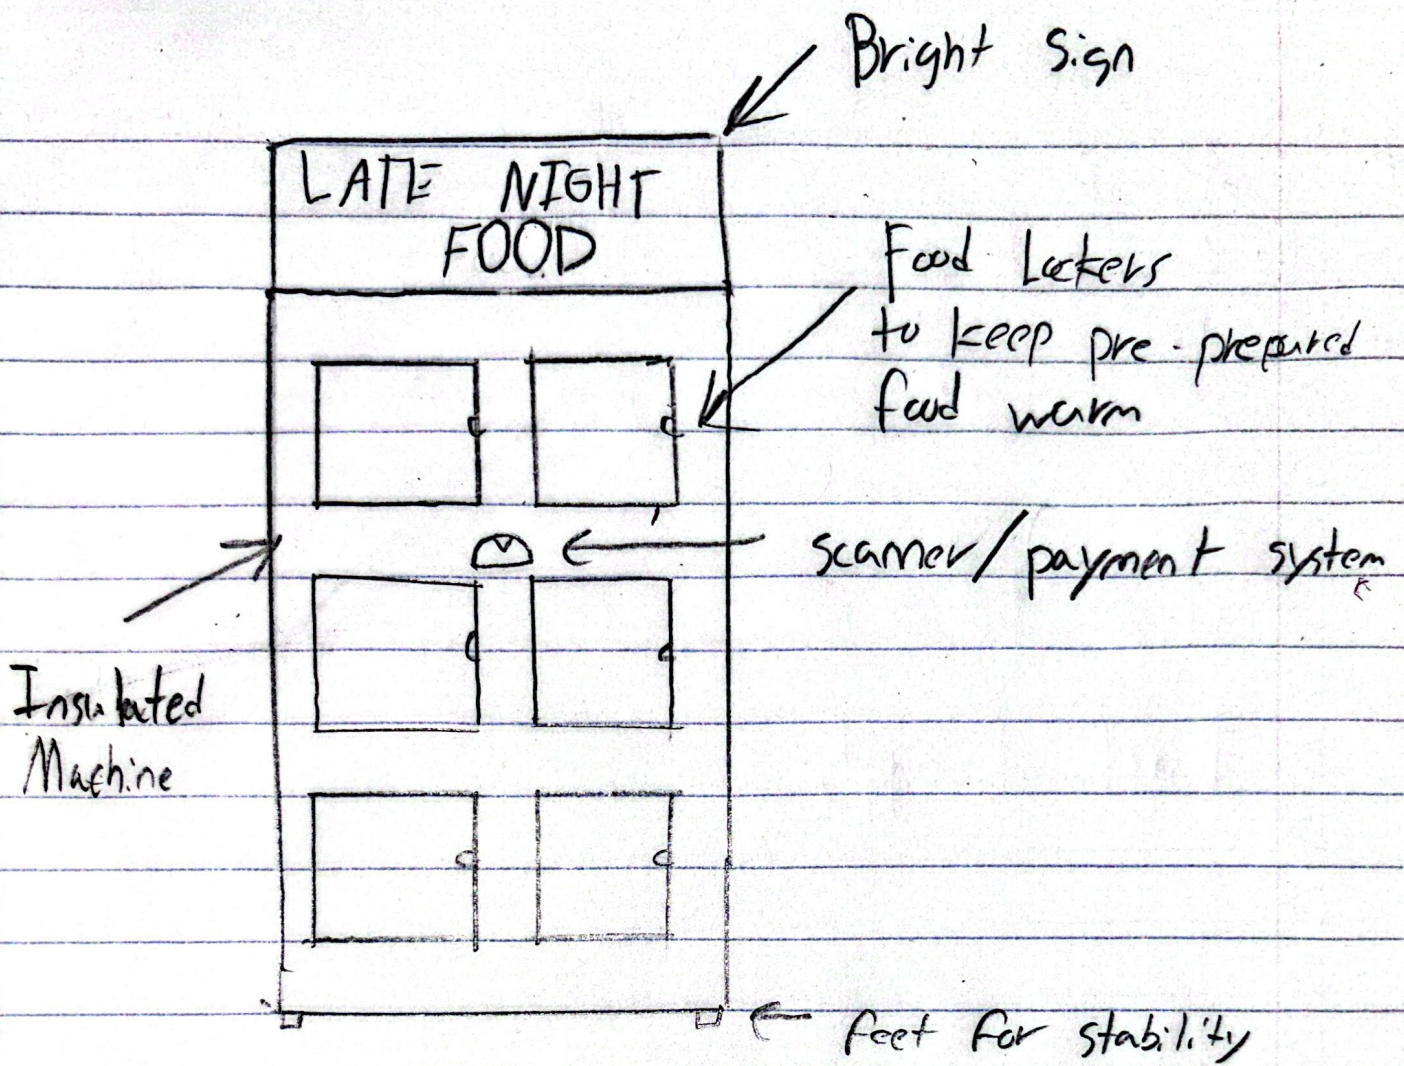 Bright Sign
LATE NIGHT
FOOD
Food Lockers
to keep pre-prepared
food warm
scanner/payment system
Insulated
Machine
feet for stability